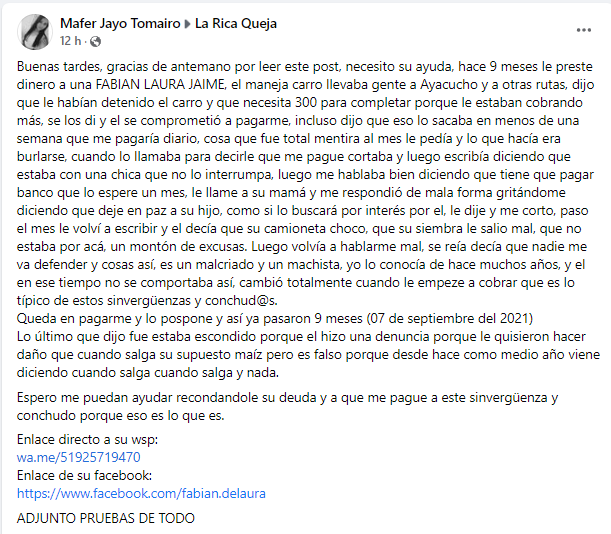 Mafer Jayo Tomairo ▸ La Rica Queja
12 h ·
Buenas tardes, gracias de antemano por leer este post, necesito su ayuda, hace 9 meses le preste
dinero a una FABIAN LAURA JAIME, el maneja carro llevaba gente a Ayacucho y a otras rutas, dijo
que le habían detenido el carro y que necesita 300 para completar porque le estaban cobrando
más, se los di y el se comprometió a pagarme, incluso dijo que eso lo sacaba en menos de una
semana que me pagaría diario, cosa que fue total mentira al mes le pedía y lo que hacía era
burlarse, cuando lo llamaba para decirle que me pague cortaba y luego escribía diciendo que
estaba con una chica que no lo interrumpa, luego me hablaba bien diciendo que tiene que pagar
banco que lo espere un mes, le llame a su mamá y me respondió de mala forma gritándome
diciendo que deje en paz a su hijo, como si lo buscará por interés por el, le dije y me corto, paso
el mes le volví a escribir y el decía que su camioneta choco, que su siembra le salio mal, que no
estaba por acá, un montón de excusas. Luego volvía a hablarme mal, se reía decía que nadie me
va defender y cosas así, es un malcriado y un machista, yo lo conocía de hace muchos años, y el
en ese tiempo no se comportaba así, cambió totalmente cuando le empeze a cobrar que es lo
típico de estos sinvergüenzas y conchud@s.
Queda en pagarme y lo pospone y así ya pasaron 9 meses (07 de septiembre del 2021)
Lo último que dijo fue estaba escondido porque el hizo una denuncia porque le quisieron hacer
daño que cuando salga su supuesto maíz pero es falso porque desde hace como medio año viene
diciendo cuando salga cuando salga y nada.
Espero me puedan ayudar recondandole su deuda y a que me pague a este sinvergüenza y
conchudo porque eso es lo que es.
Enlace directo a su wsp:
wa.me/51925719470
Enlace de su facebook:
https://www.facebook.com/fabian.delaura
ADJUNTO PRUEBAS DE TODO